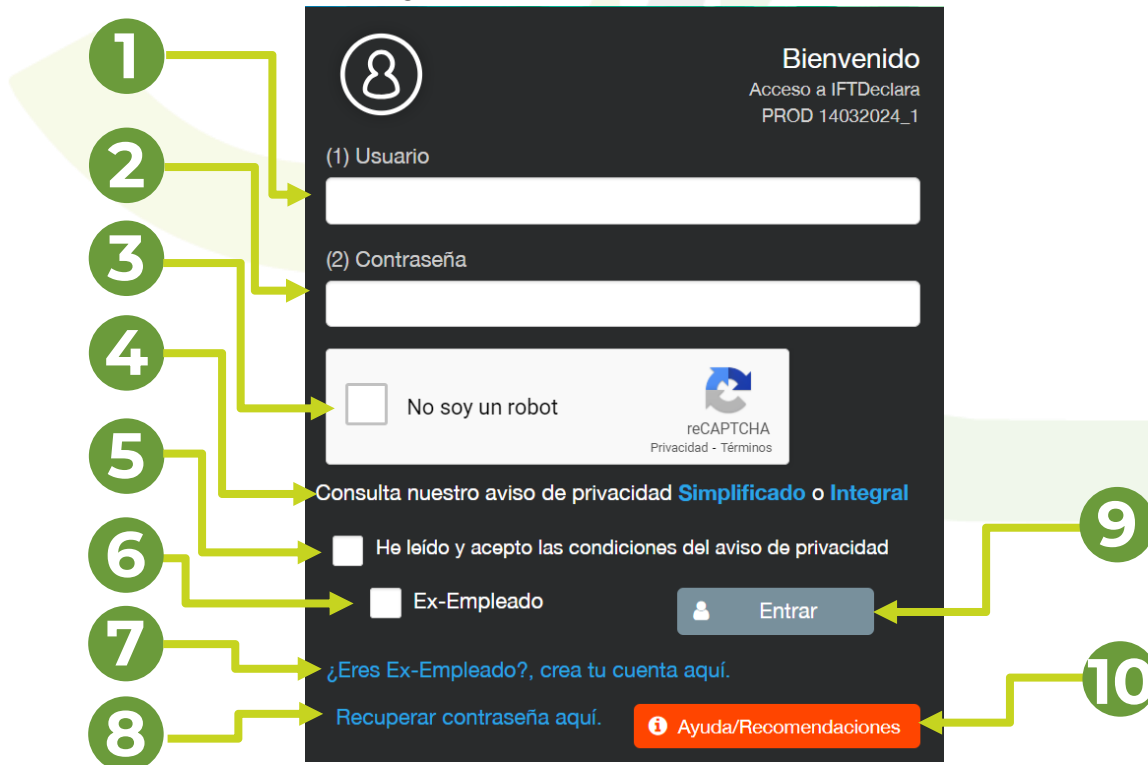 1
Bienvenido
Acceso a IFTDeclara
PROD 14032024_1
2
(1) Usuario
3
(2) Contraseña
4
No soy un robot
reCAPTCHA
Privacidad - Términos
5
Consulta nuestro aviso de privacidad Simplificado o Integral
9
6
He leído y acepto las condiciones del aviso de privacidad
Ex-Empleado
Entrar
7
¿Eres Ex-Empleado?, crea tu cuenta aquí.
10
8
Recuperar contraseña aquí.
Ayuda/Recomendaciones